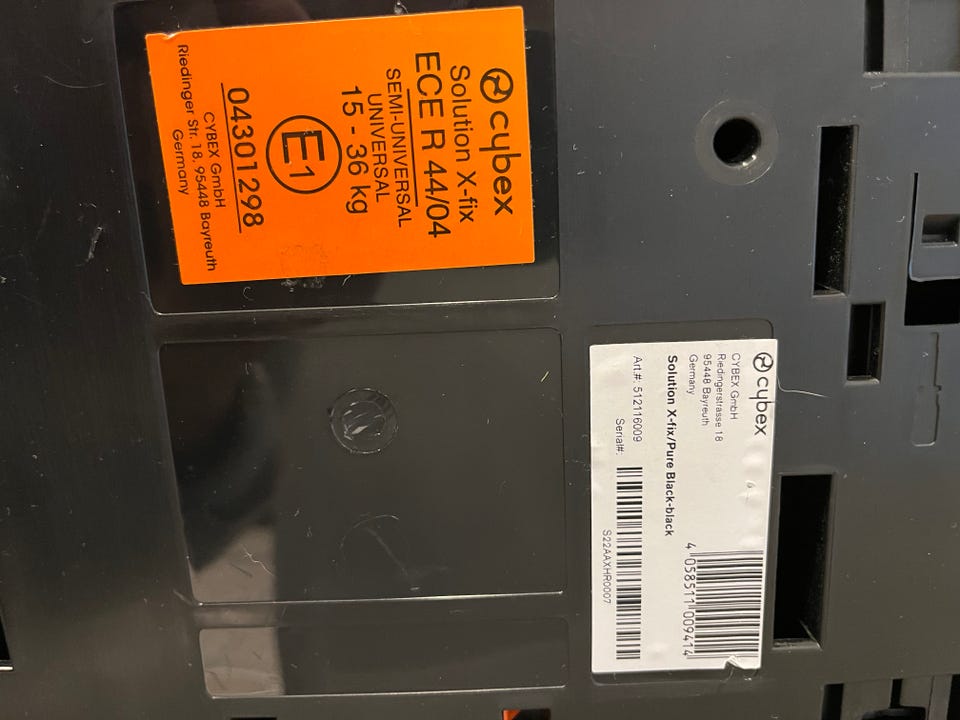 cybex
Solution X-fix
ECE R 44/04
SEMI-UNIVERSAL
UNIVERSAL
15 - 36 kg
E1
04301298
CYBEX GmbH
Riedinger Str. 18. 95448 Bayreuth
Germany
cybex
CYBEX GmbH
Riedingerstrasse 18
95448 Bayreuth
Germany
4 058511 009414
Solution X-fix/Pure Black-black
Art.#: 512116009
Serial#:
S22AAXHR0007